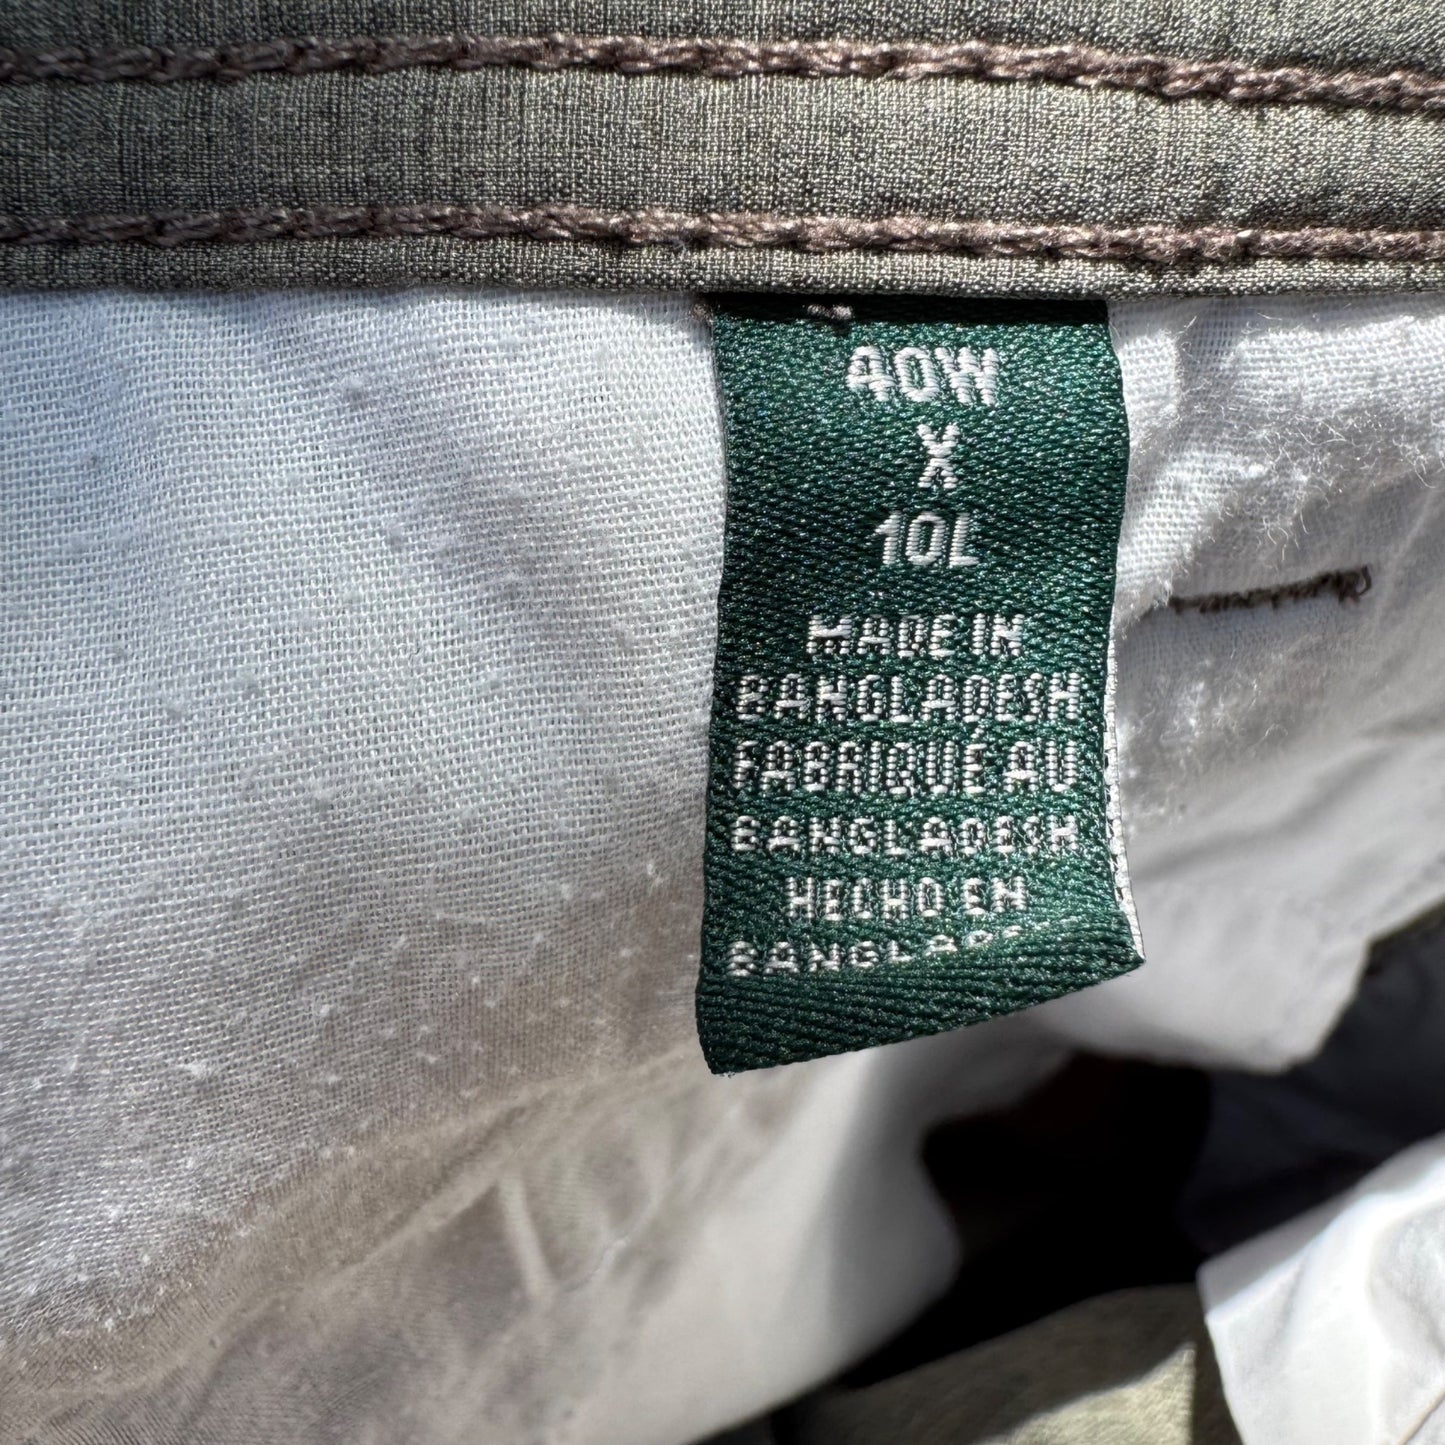 40W
X
10L
MADE IN
BANGLADESH
FABRIQUÉ AU
BANGLADESH
HECHO EN